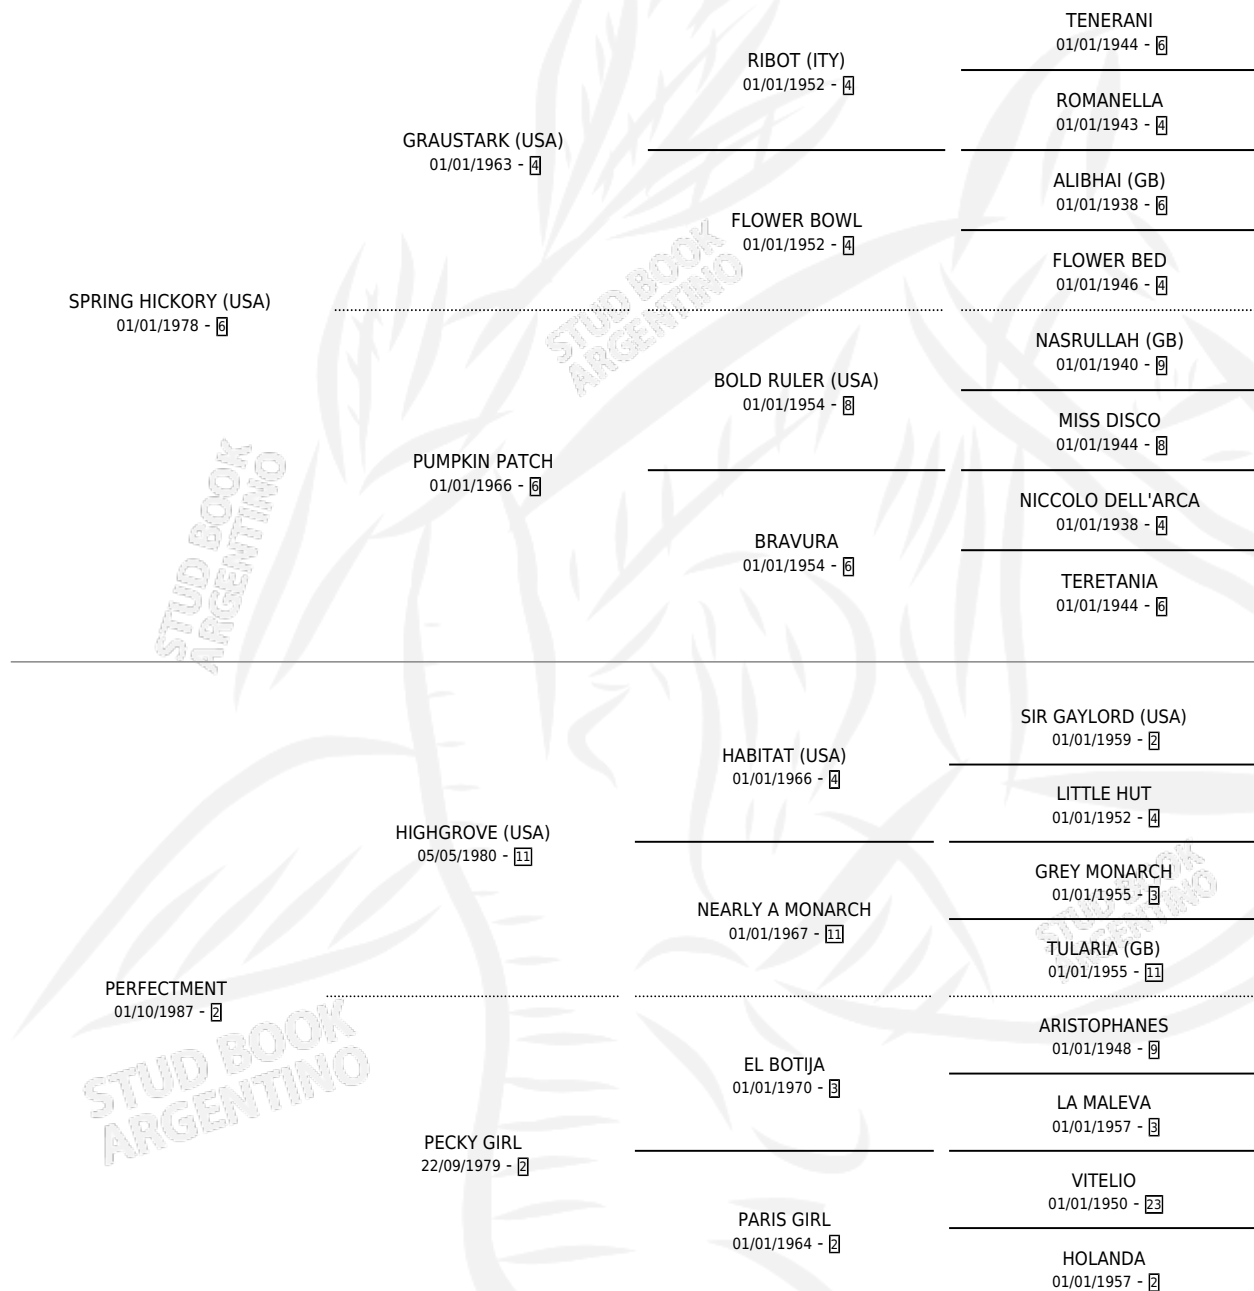 TENERANI
01/01/1944 - 6
RIBOT (ITY)
01/01/1952 - 4
ROMANELLA
01/01/1943 - 4
GRAUSTARK (USA)
01/01/1963 - 4
ALIBHAI (GB)
01/01/1938 - 6
FLOWER BOWL
01/01/1952 - 4
FLOWER BED
01/01/1946 - 4
SPRING HICKORY (USA)
01/01/1978 - 6
NASRULLAH (GB)
01/01/1940 - 9
BOLD RULER (USA)
01/01/1954 - 8
MISS DISCO
01/01/1944 - 8
PUMPKIN PATCH
01/01/1966 - 6
NICCOLO DELL'ARCA
01/01/1938 - 4
BRAVURA
01/01/1954 - 6
TERETANIA
01/01/1944 - 6
SIR GAYLORD (USA)
01/01/1959 - 2
HABITAT (USA)
01/01/1966 - 4
LITTLE HUT
01/01/1952 - 4
HIGHGROVE (USA)
05/05/1980 - 11
GREY MONARCH
01/01/1955 - 3
NEARLY A MONARCH
01/01/1967 - 11
TULARIA (GB)
01/01/1955 - 11
PERFECTMENT
01/10/1987 - 2
ARISTOPHANES
01/01/1948 - 9
EL BOTIJA
01/01/1970 - 3
LA MALEVA
01/01/1957 - 3
PECKY GIRL
22/09/1979 - 2
VITELIO
01/01/1950 - 23
PARIS GIRL
01/01/1964 - 2
HOLANDA
01/01/1957 - 2
STUD BOOK
ARGENTINO
STUD BOOK
ARGENTINO
STUD BOOK
ARGENTINO
STUD BOOK
ARGENTINO